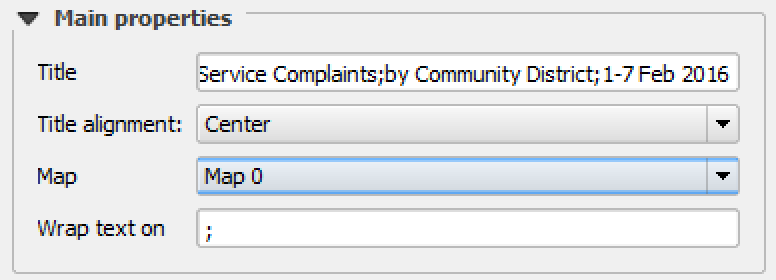 Main properties
Title Service Complaints;by Community District;1-7 Feb 2016
Title alignment: Center
Map Map 0
Wrap text on ;